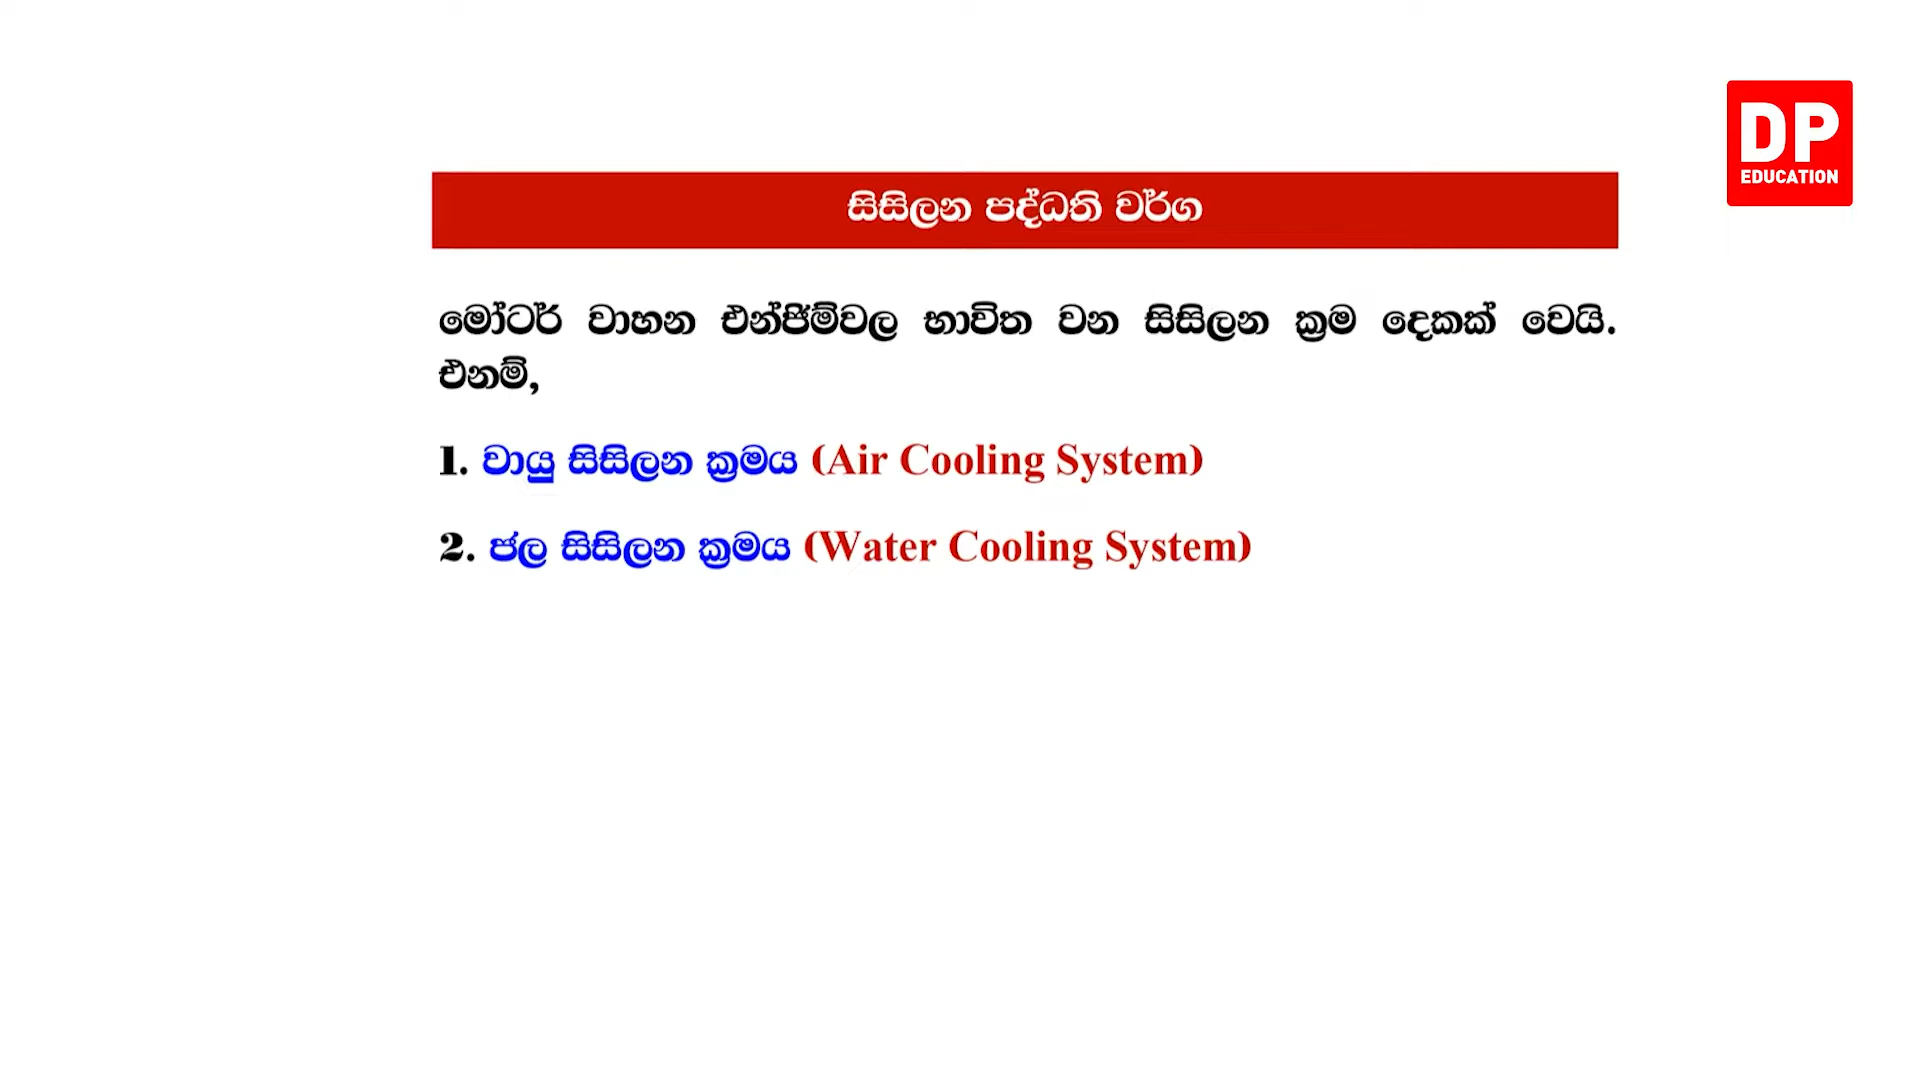 DP
EDUCATION
සිසිලන පද්ධති වර්ග
මෝටර් වාහන එන්ජිම්වල භාවිත වන සිසිලන ක්‍රම දෙකක් වෙයි.
එනම්,
1. වායු සිසිලන ක්‍රමය (Air Cooling System)
2. ජල සිසිලන ක්‍රමය (Water Cooling System)